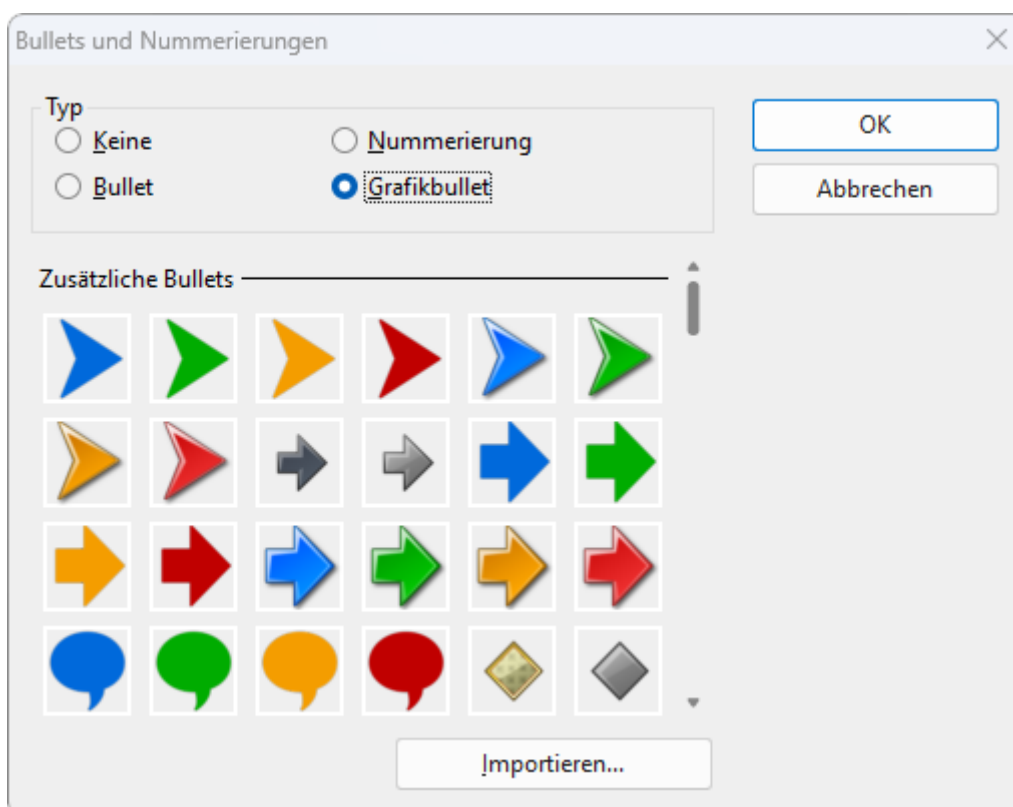 Bullets und Nummerierungen
Typ
Keine
Nummerierung
OK
Bullet
Grafikbullet
Abbrechen
Zusätzliche Bullets
Importieren...